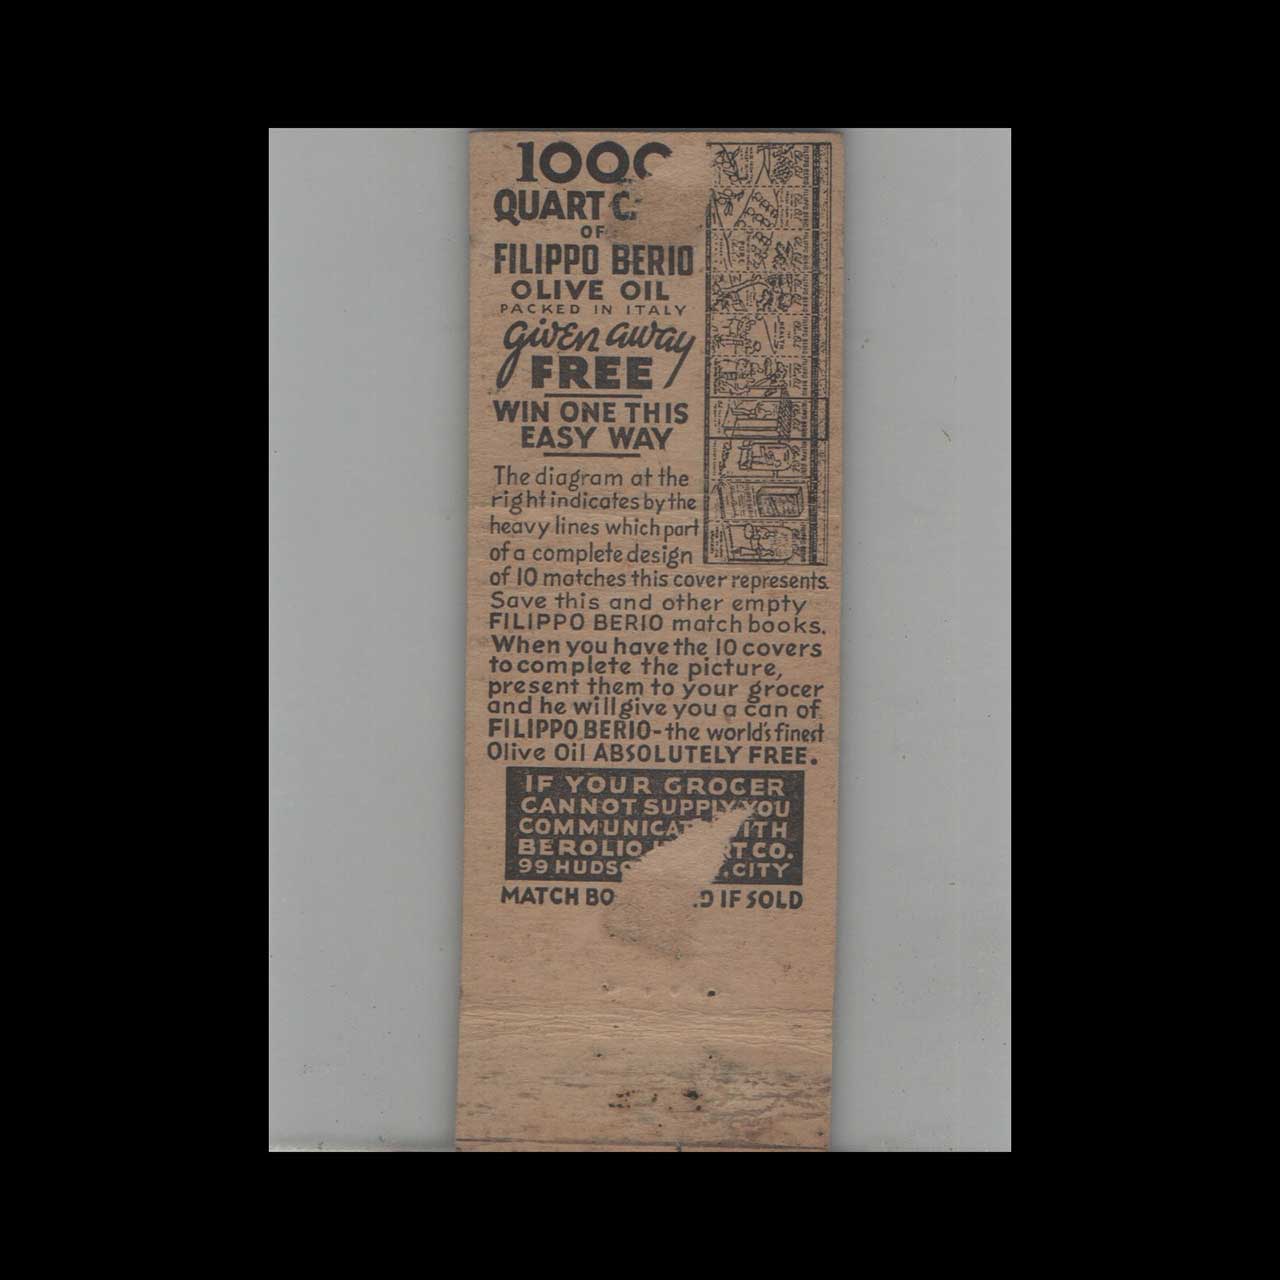 1000
QUART
OF
FILIPPO BERIO
OLIVE OIL
PACKED IN ITALY
given away
FREE
WIN ONE THIS
EASY WAY
The diagram at the
right indicates by the
heavy lines which part
of a complete design
of 10 matches this cover represents.
Save this and other empty
FILIPPO BERIO match books.
When you have the 10 covers
to complete the picture,
present them to your grocer
and he will give you a can of
FILIPPO BERIO-the world's finest
Olive Oil ABSOLUTELY FREE.
IF YOUR GROCER
CANNOT SUPPLY YOU
COMMUNICATE WITH
BEROLIO CO.
99 CITY
MATCH IF SOLD